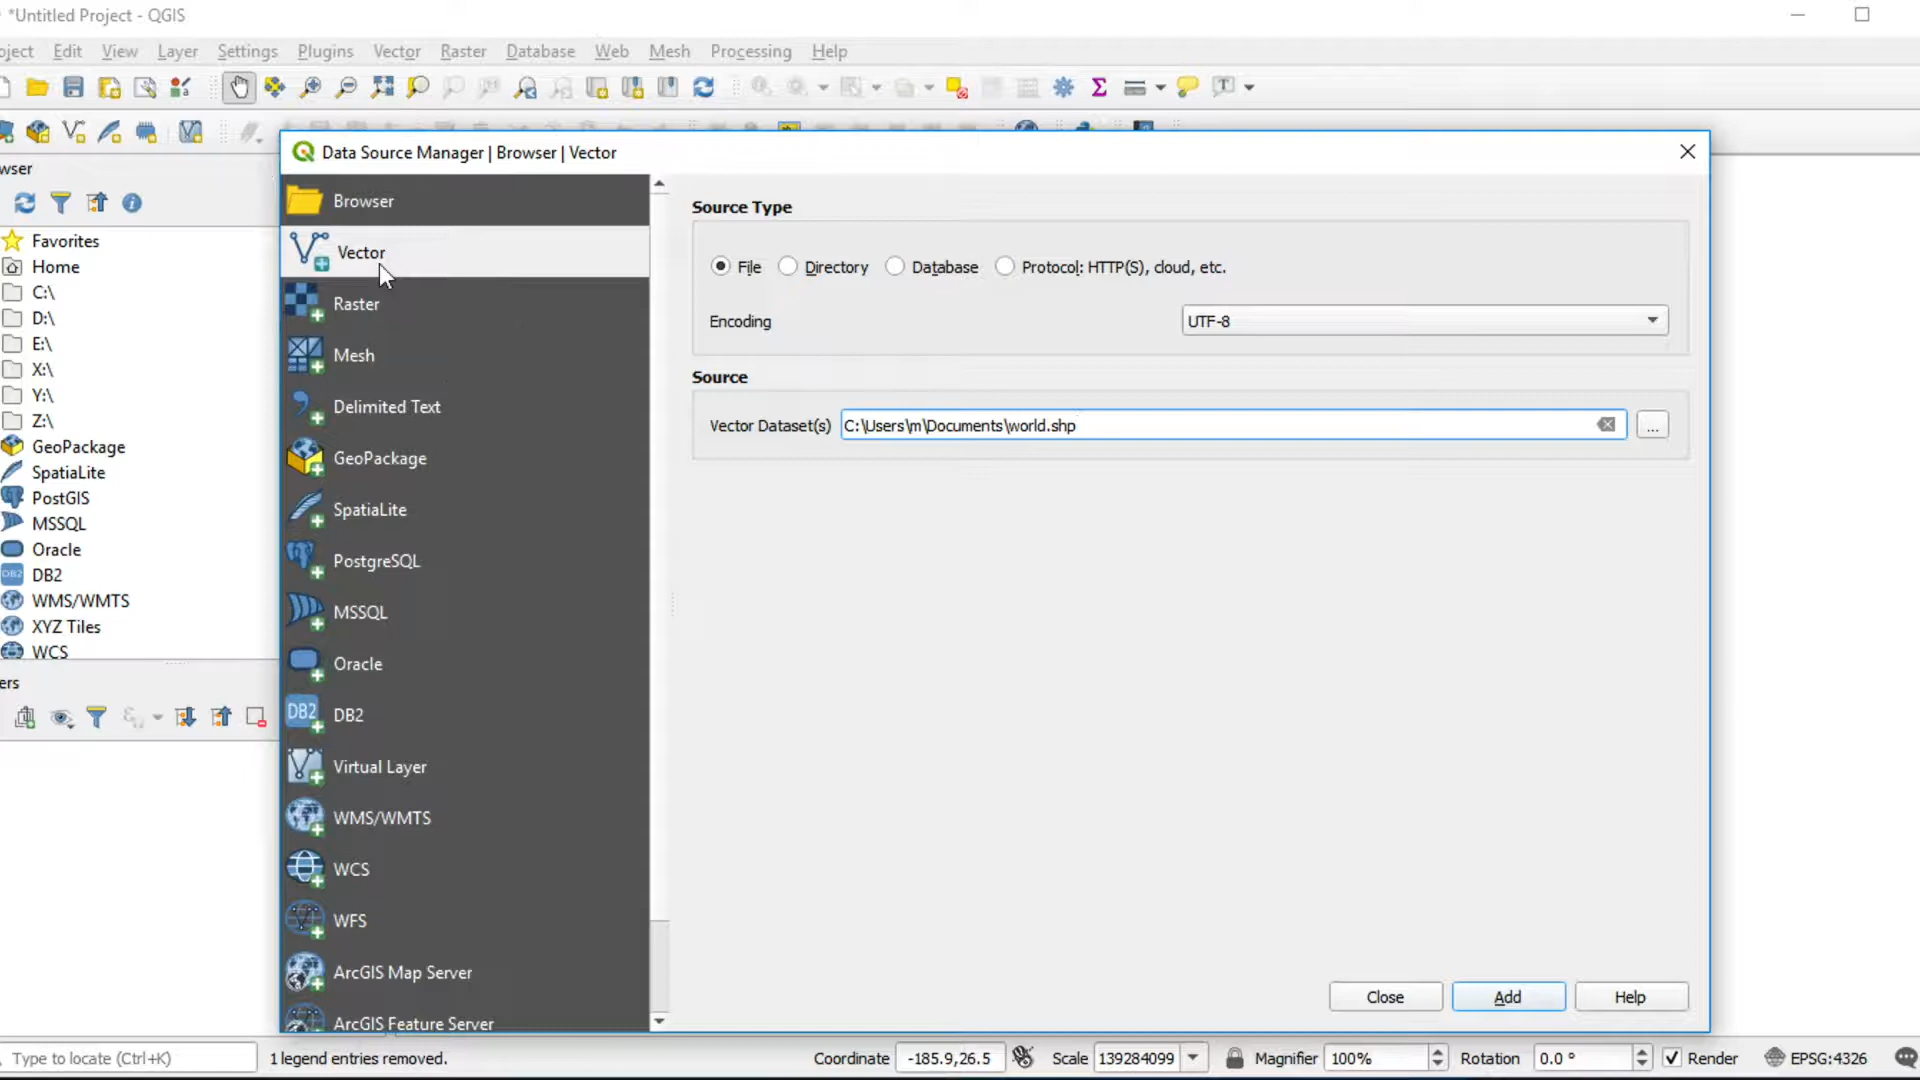 *Untitled Project - QGIS
oject Edit View Layer Settings Plugins Vector Raster Database Web Mesh Processing Help
wser
Favorites
Home
C:\
D:\
E:\
X:\
Y:\
Z:\
GeoPackage
SpatiaLite
PostGIS
MSSQL
Oracle
DB2 DB2
WMS/WMTS
XYZ Tiles
WCS
ers
Data Source Manager | Browser | Vector
Browser
Vector
Raster
Mesh
Delimited Text
GeoPackage
SpatiaLite
PostgreSQL
MSSQL
Oracle
DB2 DB2
Virtual Layer
WMS/WMTS
WCS
WFS
ArcGIS Map Server
ArcGIS Feature Server
Source Type
File Directory Database Protocol: HTTP(S), cloud, etc.
Encoding UTF-8
Source
Vector Dataset(s) C:\Users\m\Documents\world.shp ...
Close Add Help
Type to locate (Ctrl+K) 1 legend entries removed. Coordinate -185.9,26.5 Scale 139284099 Magnifier 100% Rotation 0.0 ° Render EPSG:4326